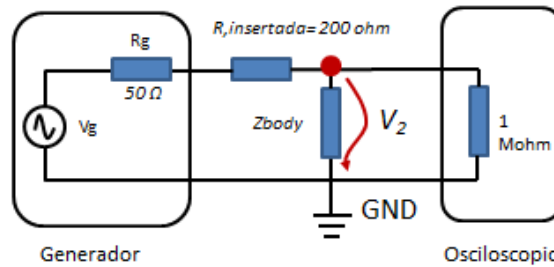 R,insertada= 200 ohm
Rg
50 Ω
Vg
Zbody
V2
1
Mohm
GND
Generador
Osciloscopio